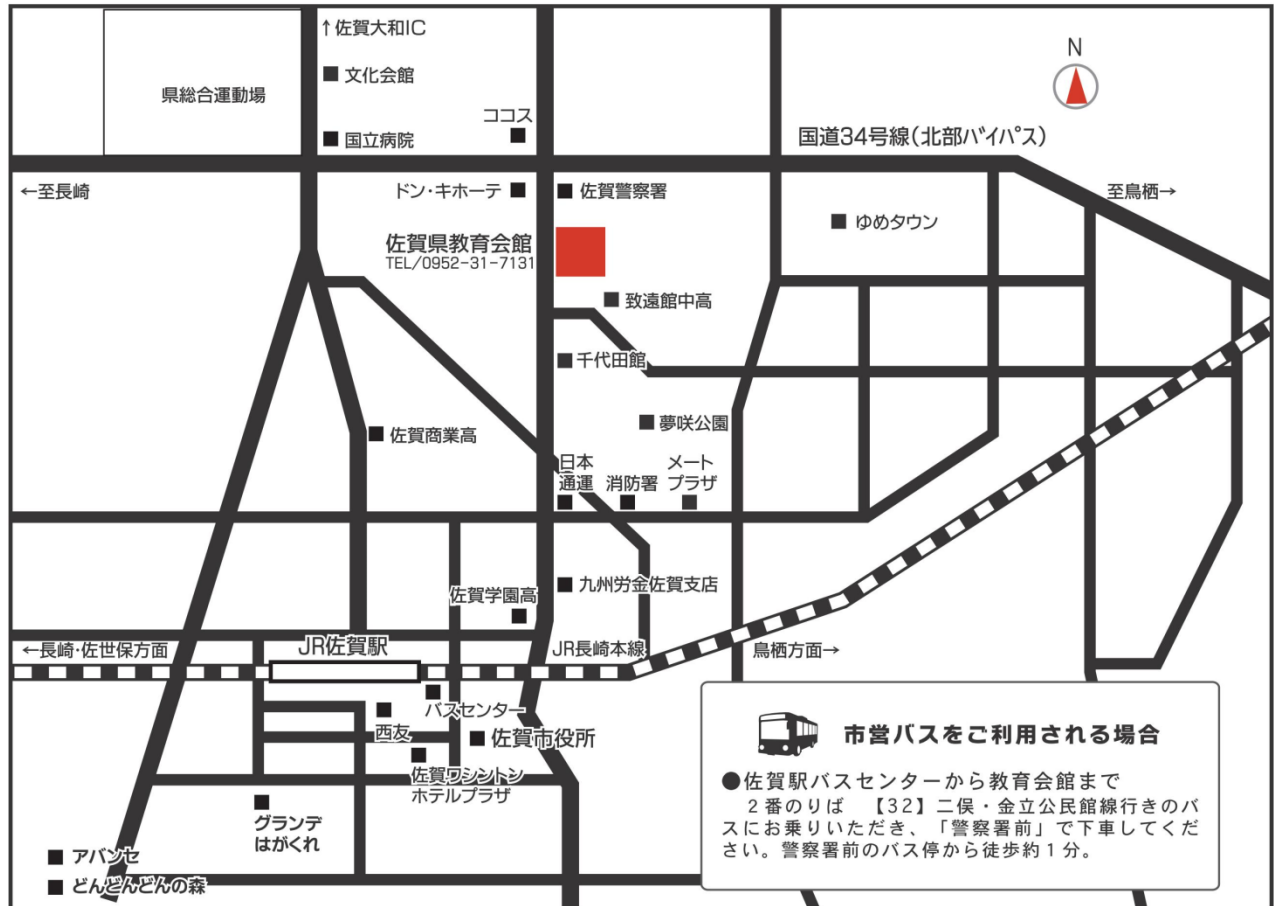 ↑佐賀大和IC
文化会館
県総合運動場
ココス
国立病院
N
国道34号線(北部バイパス)
←至長崎
ドン・キホーテ
佐賀警察署
至鳥栖→
ゆめタウン
佐賀県教育会館
TEL/0952-31-7131
致遠館中高
千代田館
夢咲公園
佐賀商業高
日本
通運
消防署
メート
プラザ
九州労金佐賀支店
佐賀学園高
←長崎・佐世保方面
JR佐賀駅
JR長崎本線
鳥栖方面→
バスセンター
西友
佐賀市役所
佐賀ワシントン
ホテルプラザ
グランデ
はがくれ
アバンセ
どんどんどんの森
市営バスをご利用される場合
●佐賀駅バスセンターから教育会館まで
2番のりば 【32】二俣・金立公民館線行きのバ
スにお乗りいただき、「警察署前」で下車してくだ
さい。警察署前のバス停から徒歩約1分。